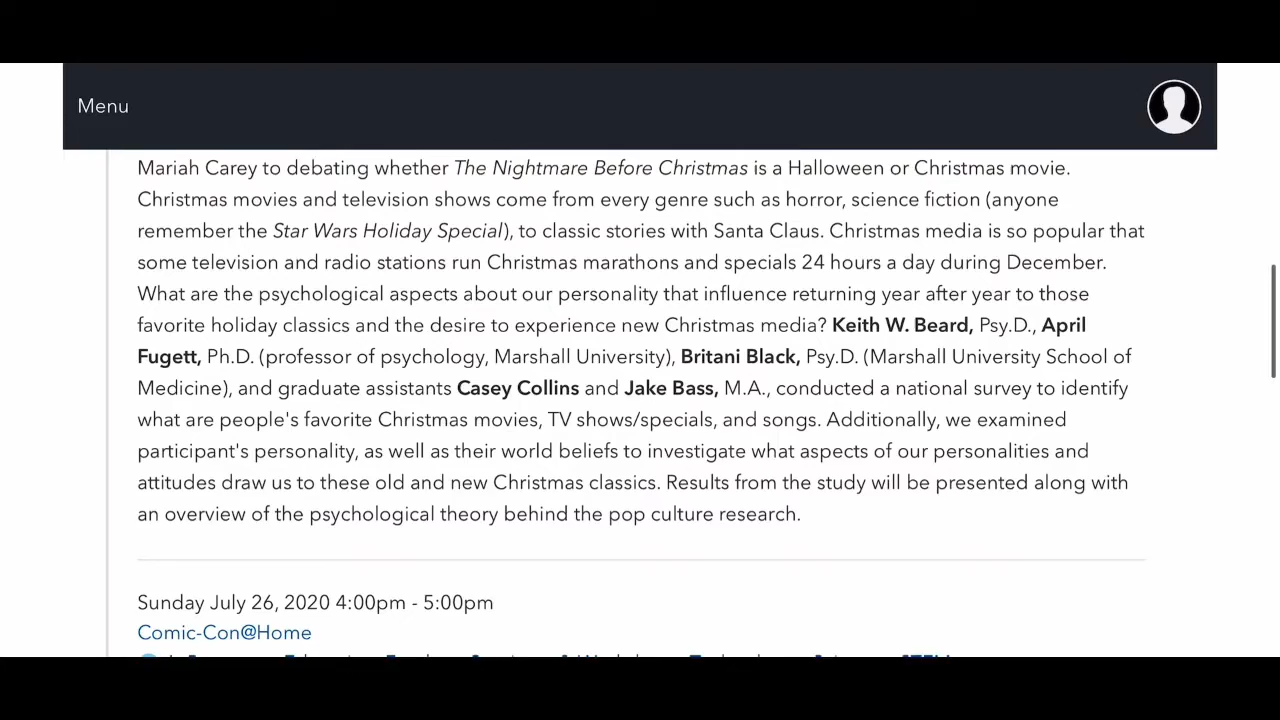 Menu
Mariah Carey to debating whether The Nightmare Before Christmas is a Halloween or Christmas movie.
Christmas movies and television shows come from every genre such as horror, science fiction (anyone
remember the Star Wars Holiday Special), to classic stories with Santa Claus. Christmas media is so popular that
some television and radio stations run Christmas marathons and specials 24 hours a day during December.
What are the psychological aspects about our personality that influence returning year after year to those
favorite holiday classics and the desire to experience new Christmas media? Keith W. Beard, Psy.D., April
Fugett, Ph.D. (professor of psychology, Marshall University), Britani Black, Psy.D. (Marshall University School of
Medicine), and graduate assistants Casey Collins and Jake Bass, M.A., conducted a national survey to identify
what are people's favorite Christmas movies, TV shows/specials, and songs. Additionally, we examined
participant's personality, as well as their world beliefs to investigate what aspects of our personalities and
attitudes draw us to these old and new Christmas classics. Results from the study will be presented along with
an overview of the psychological theory behind the pop culture research.
Sunday July 26, 2020 4:00pm - 5:00pm
Comic-Con@Home